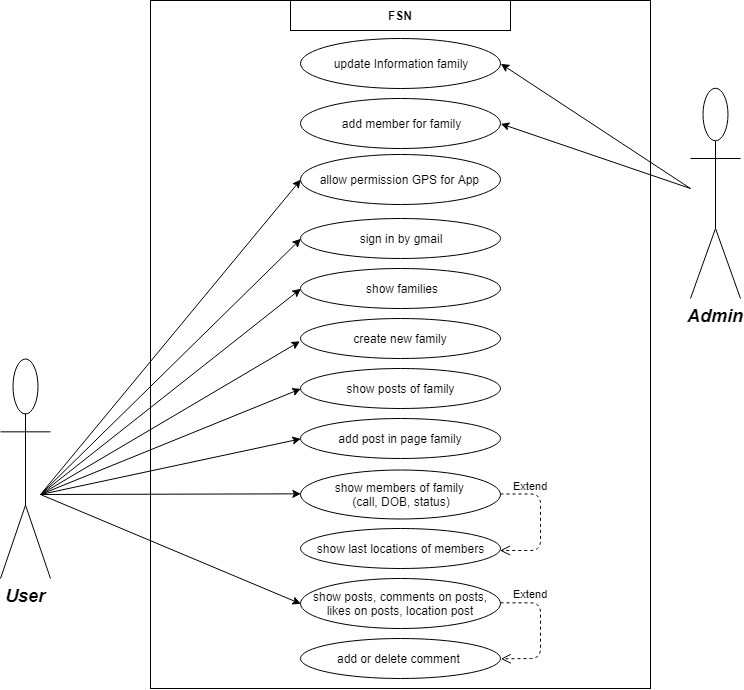 FSN
update Information family
add member for family
allow permission GPS for App
sign in by gmail
show families
create new family
show posts of family
add post in page family
show members of family
(call, DOB, status)
Extend
show last locations of members
show posts, comments on posts,
likes on posts, location post
Extend
add or delete comment
Admin
User